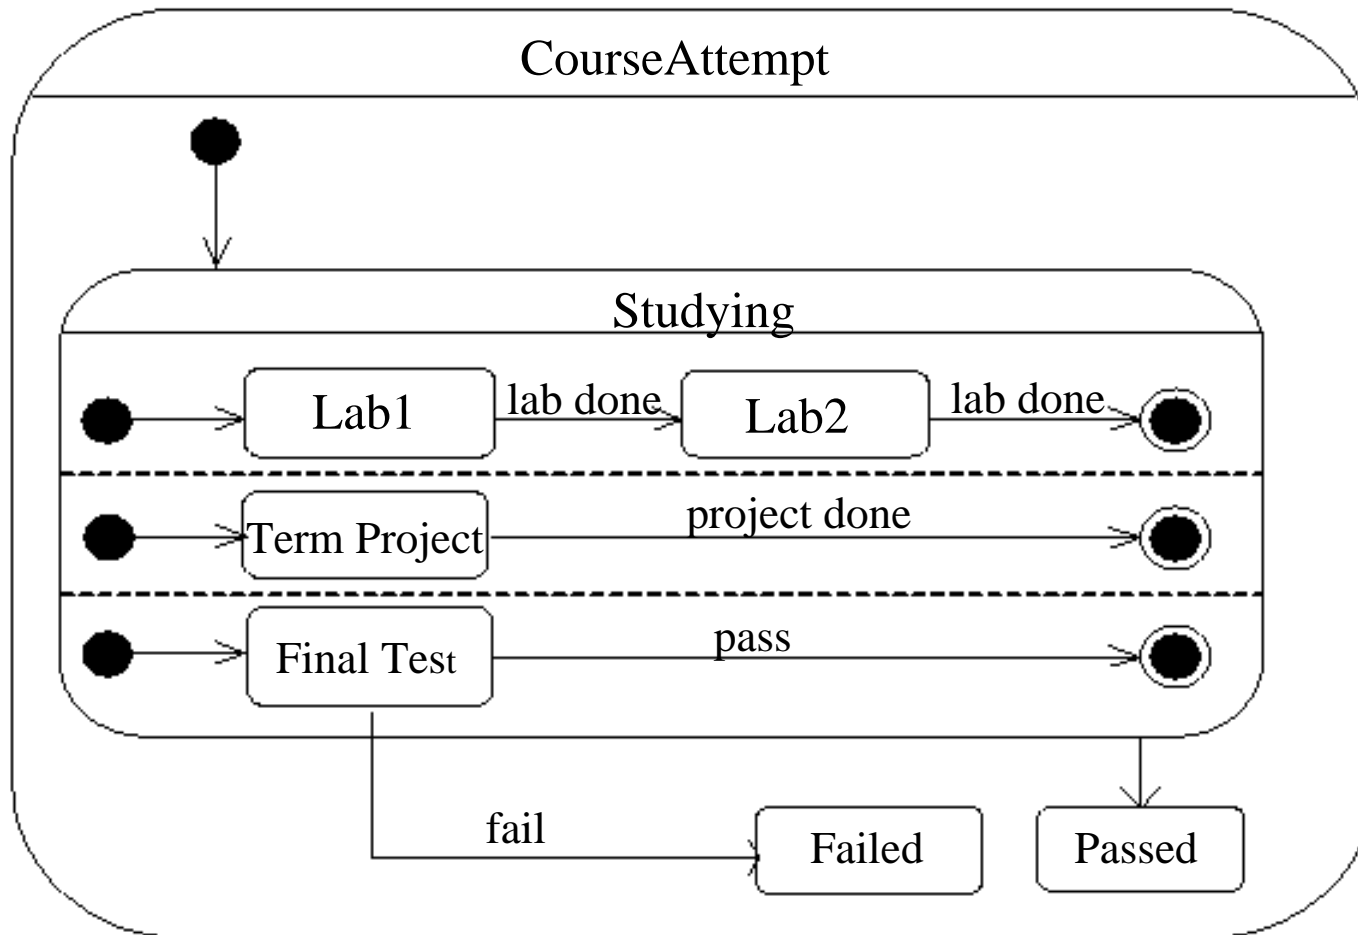 CourseAttempt
Studying
Lab1
lab done
Lab2
lab done
Term Project
project done
Final Test
pass
fail
Failed
Passed